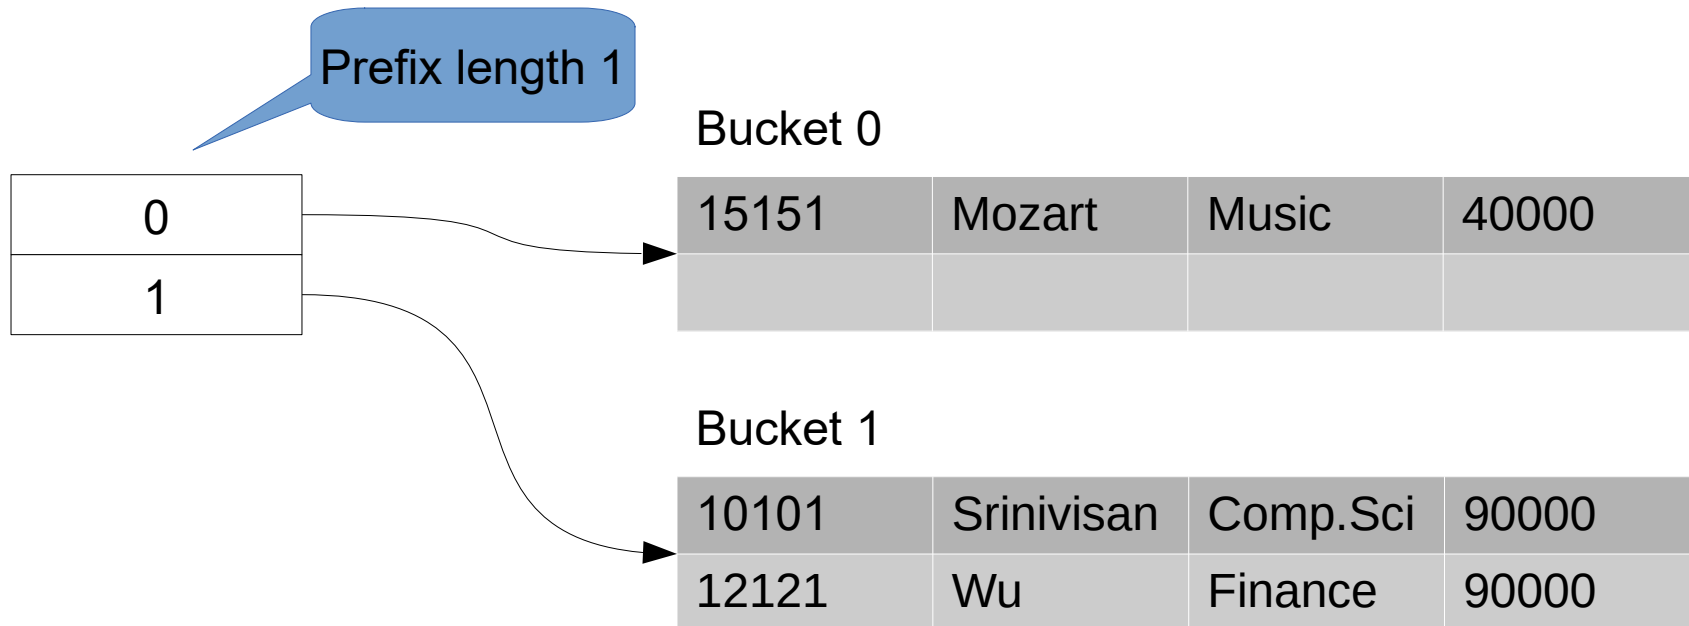 Prefix length 1
Bucket 0
0
15151 Mozart Music 40000
1
Bucket 1
10101 Srinivisan Comp.Sci 90000
12121 Wu Finance 90000